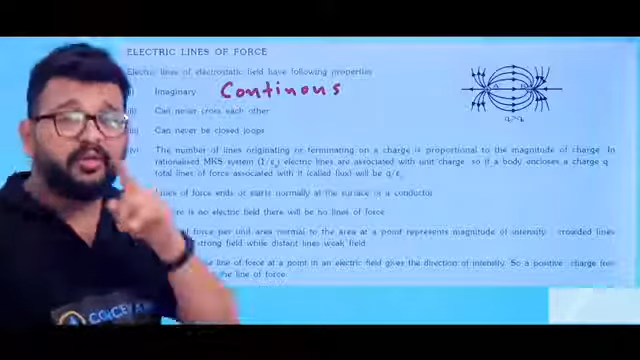 ELECTRIC LINES OF FORCE
Electric lines of electrostatic field have following properties
Imaginary Continous
Can never cross each other
Can never be closed loops
The number of lines originating or terminating on a charge is proportional to the magnitude of charge. In
rationalised MKS system (1/ε₀) electric lines are associated with unit charge, so if a body encloses a charge q
total lines of force associated with it (called flux) will be q/ε₀
Lines of force ends or starts normally at the surface of a conductor
there is no electric field there will be no lines of force
of force per unit area normal to the area at a point represents magnitude of intensity, crowded lines
strong field while distant lines weak field
line of force at a point in an electric field gives the direction of intensity. So a positive charge free
the line of force.